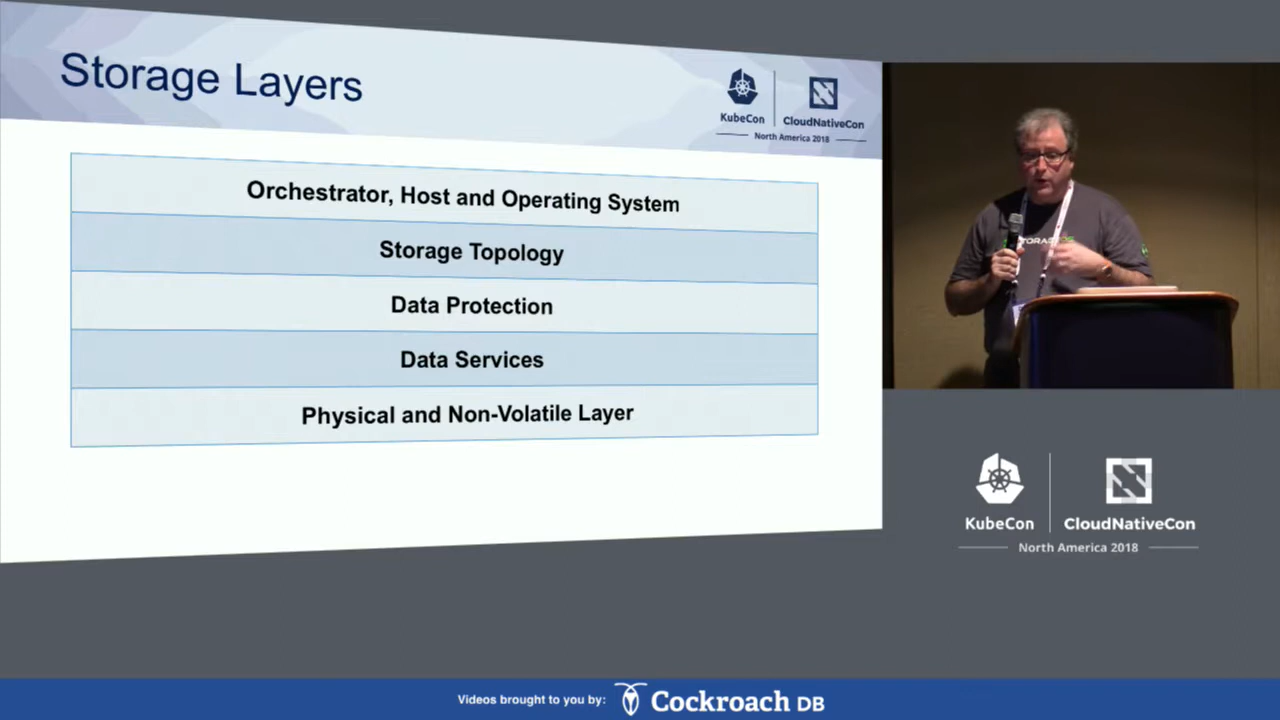 Storage Layers
KubeCon
CloudNativeCon
North America 2018
Orchestrator, Host and Operating System
Storage Topology
Data Protection
Data Services
Physical and Non-Volatile Layer
KubeCon
CloudNativeCon
North America 2018
Videos brought to you by:
Cockroach DB